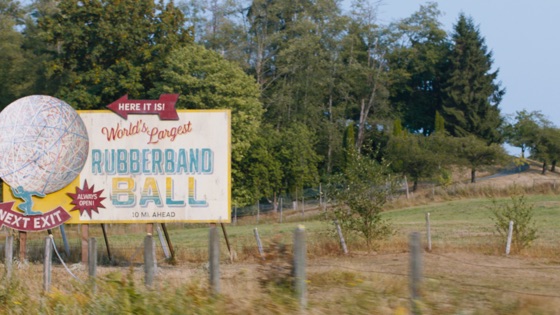 HERE IT IS!
World's Largest
RUBBERBAND
BALL
ALWAYS
OPEN!
10 MI. AHEAD
NEXT EXIT